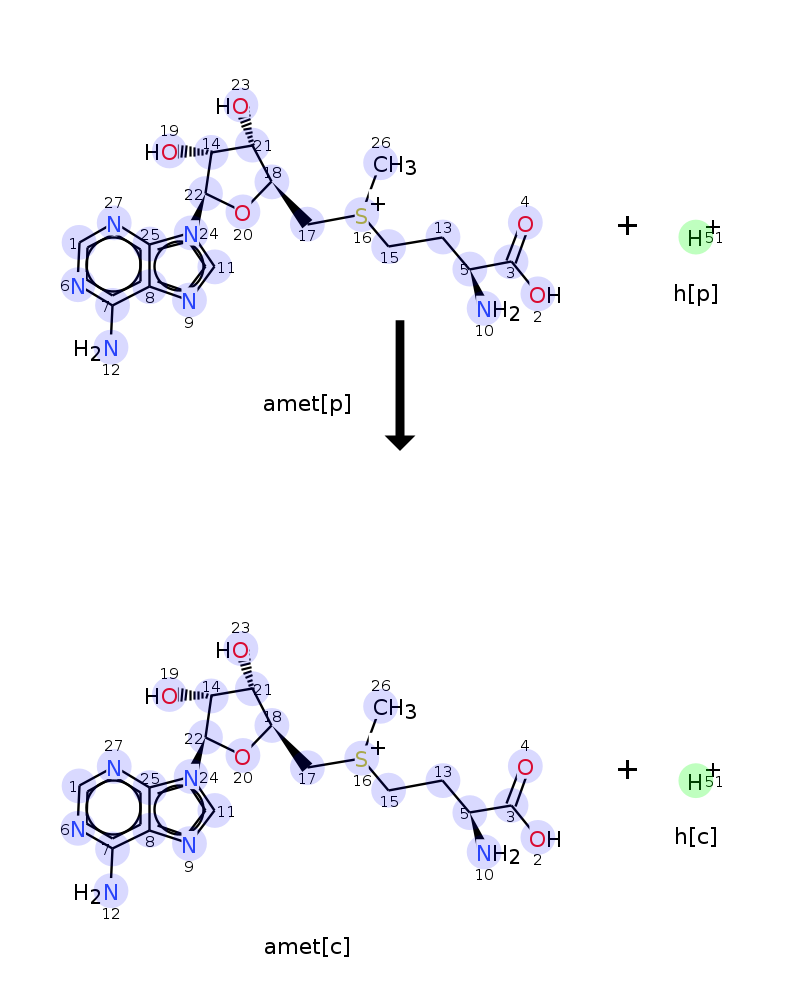 23
HO
19
HO
14
21
26
CH3
18
+
4
O
27
N
22
S
+
H+
51
O
20
17
16
13
1
25
N
24
15
5
3
h[p]
11
6
N
8
7
N
9
NH2
10
OH
2
H2N
12
amet[p]
23
HO
19
HO
14
21
26
CH3
18
+
4
O
27
N
22
S
+
H+
51
O
20
17
16
13
1
25
N
24
15
5
3
h[c]
11
6
N
8
7
N
9
NH2
10
OH
2
H2N
12
amet[c]